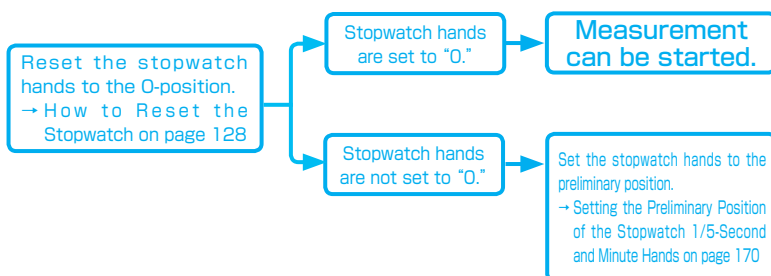 Reset the stopwatch
hands to the 0-position.
→ How to Reset the
Stopwatch on page 128
Stopwatch hands
are set to “0.”
Measurement
can be started.
Stopwatch hands
are not set to “0.”
Set the stopwatch hands to the
preliminary position.
→ Setting the Preliminary Position
of the Stopwatch 1/5-Second
and Minute Hands on page 170